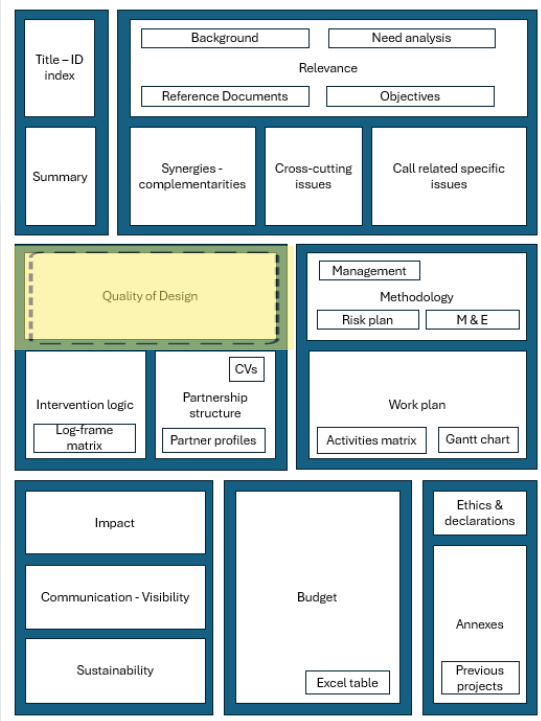 Title – ID
index
Summary
Background
Need analysis
Relevance
Reference Documents
Objectives
Synergies -
complementarities
Cross-cutting
issues
Call related specific
issues
Quality of Design
Intervention logic
Log-frame
matrix
CVs
Partnership
structure
Partner profiles
Management
Methodology
Risk plan
M & E
Work plan
Activities matrix
Gantt chart
Impact
Communication - Visibility
Sustainability
Budget
Excel table
Ethics &
declarations
Annexes
Previous
projects